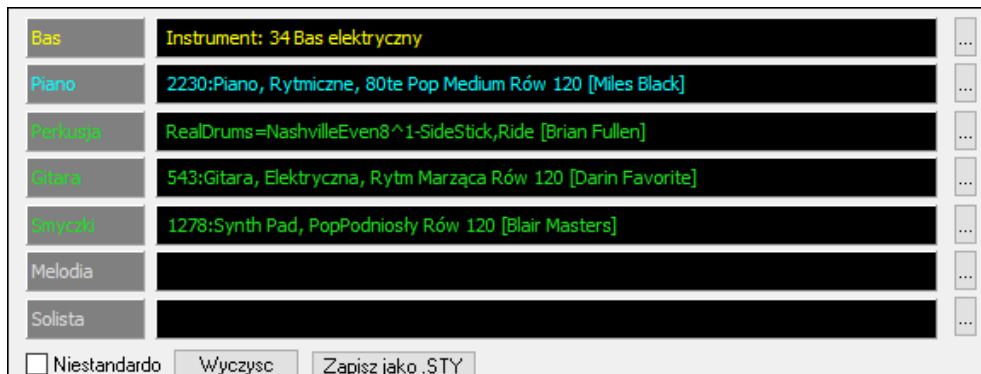 Bas Instrument: 34 Bas elektryczny ...
Piano 2230:Piano, Rytmiczne, 80te Pop Medium Rów 120 [Miles Black] ...
Perkusja RealDrums=NashvilleEven8^1-SideStick,Ride [Brian Fullen] ...
Gitara 543:Gitara, Elektryczna, Rytm Marząca Rów 120 [Darin Favorite] ...
Smyczki 1278:Synth Pad, PopPodniosły Rów 120 [Blair Masters] ...
Melodia ...
Solista ...
Niestandardo Wyczysc Zapisz jako .STY